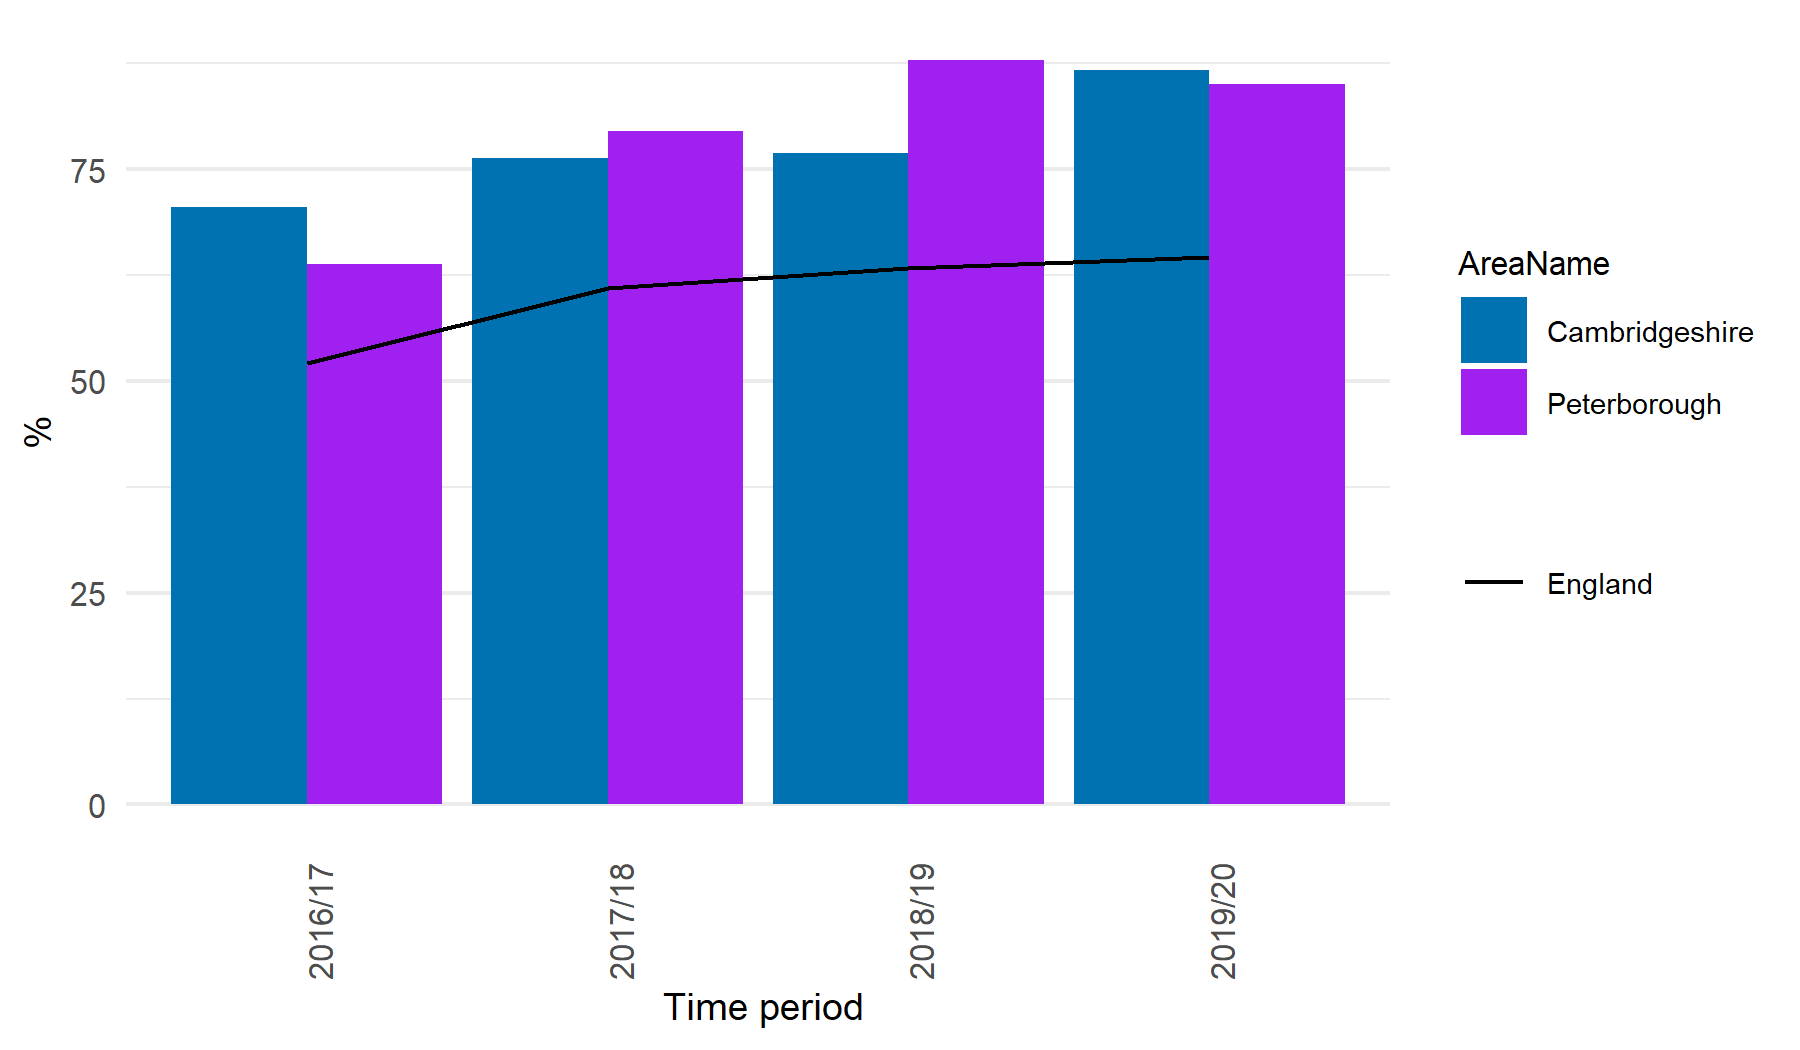 %
75
50
25
0
2016/17
2017/18
2018/19
2019/20
Time period
AreaName
Cambridgeshire
Peterborough
England